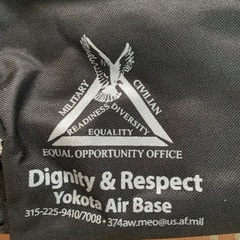 MILITARY
CIVILIAN
READINESS
DIVERSITY
EQUALITY
EQUAL OPPORTUNITY OFFICE
Dignity & Respect
Yokota Air Base
315-225-9410/7008 • 374aw.meo@us.af.mil